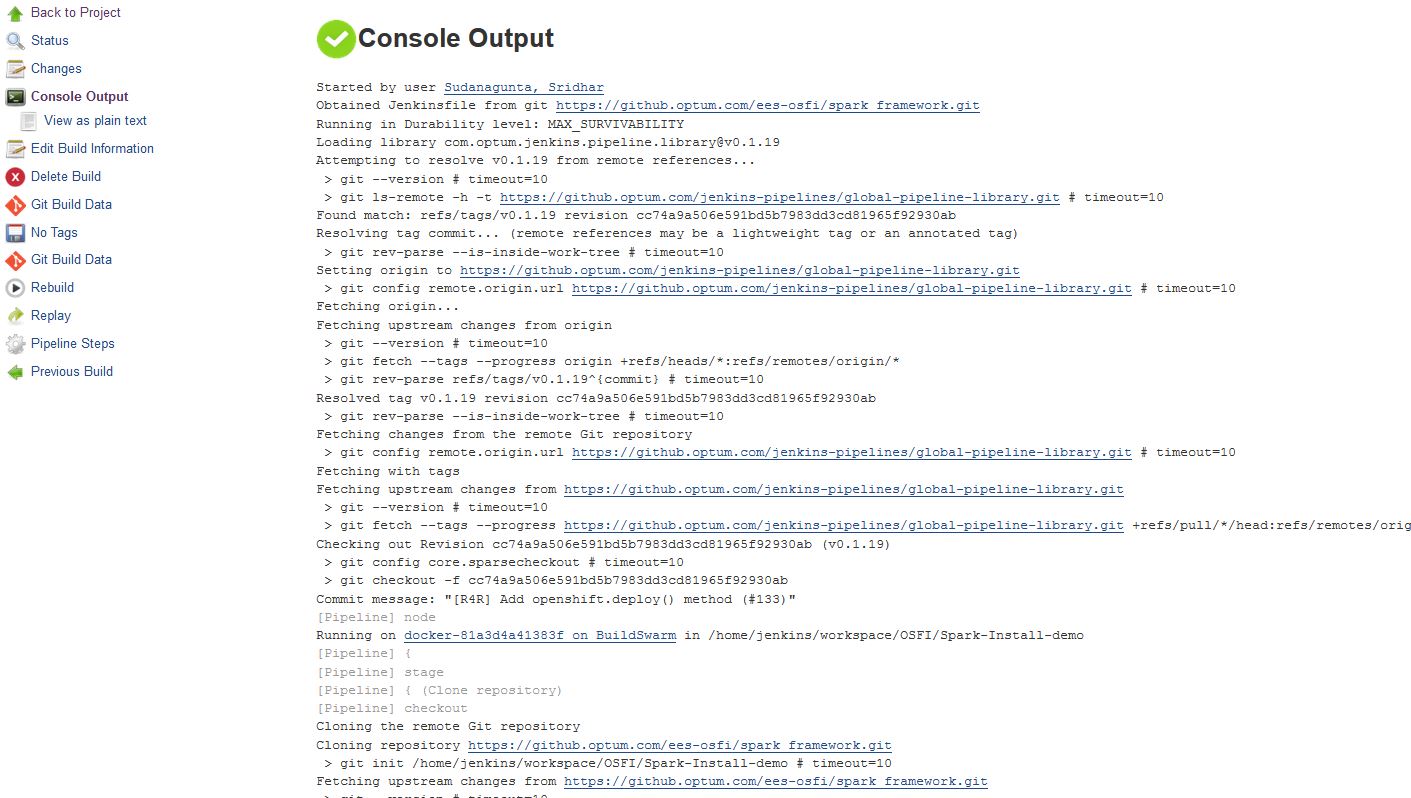 Back to Project
Status
Changes
Console Output
View as plain text
Edit Build Information
Delete Build
Git Build Data
No Tags
Git Build Data
Rebuild
Replay
Pipeline Steps
Previous Build
Console Output
Started by user Sudanagunta, Sridhar
Obtained Jenkinsfile from git https://github.optum.com/ees-osfi/spark_framework.git
Running in Durability level: MAX_SURVIVABILITY
Loading library com.optum.jenkins.pipeline.library@v0.1.19
Attempting to resolve v0.1.19 from remote references...
 > git --version # timeout=10
 > git ls-remote -h -t https://github.optum.com/jenkins-pipelines/global-pipeline-library.git # timeout=10
Found match: refs/tags/v0.1.19 revision cc74a9a506e591bd5b7983dd3cd81965f92930ab
Resolving tag commit... (remote references may be a lightweight tag or an annotated tag)
 > git rev-parse --is-inside-work-tree # timeout=10
Setting origin to https://github.optum.com/jenkins-pipelines/global-pipeline-library.git
 > git config remote.origin.url https://github.optum.com/jenkins-pipelines/global-pipeline-library.git # timeout=10
Fetching origin...
Fetching upstream changes from origin
 > git --version # timeout=10
 > git fetch --tags --progress origin +refs/heads/*:refs/remotes/origin/*
 > git rev-parse refs/tags/v0.1.19^{commit} # timeout=10
Resolved tag v0.1.19 revision cc74a9a506e591bd5b7983dd3cd81965f92930ab
 > git rev-parse --is-inside-work-tree # timeout=10
Fetching changes from the remote Git repository
 > git config remote.origin.url https://github.optum.com/jenkins-pipelines/global-pipeline-library.git # timeout=10
Fetching with tags
Fetching upstream changes from https://github.optum.com/jenkins-pipelines/global-pipeline-library.git
 > git --version # timeout=10
 > git fetch --tags --progress https://github.optum.com/jenkins-pipelines/global-pipeline-library.git +refs/pull/*/head:refs/remotes/orig
Checking out Revision cc74a9a506e591bd5b7983dd3cd81965f92930ab (v0.1.19)
 > git config core.sparsecheckout # timeout=10
 > git checkout -f cc74a9a506e591bd5b7983dd3cd81965f92930ab
Commit message: "[R4R] Add openshift.deploy() method (#133)"
[Pipeline] node
Running on docker-81a3d4a41383f on BuildSwarm in /home/jenkins/workspace/OSFI/Spark-Install-demo
[Pipeline] {
[Pipeline] stage
[Pipeline] { (Clone repository)
[Pipeline] checkout
Cloning the remote Git repository
Cloning repository https://github.optum.com/ees-osfi/spark_framework.git
 > git init /home/jenkins/workspace/OSFI/Spark-Install-demo # timeout=10
Fetching upstream changes from https://github.optum.com/ees-osfi/spark_framework.git
 > git --version # timeout=10